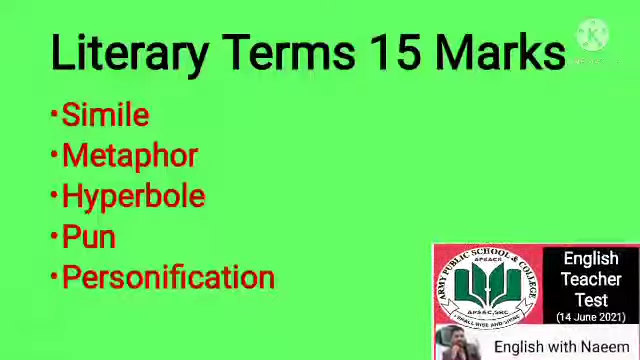 Literary Terms 15 Marks
•Simile
•Metaphor
•Hyperbole
•Pun
•Personification
ARMY PUBLIC SCHOOL & COLLEGE
APSACS
English
Teacher
Test
(14 June 2021)
English with Naeem